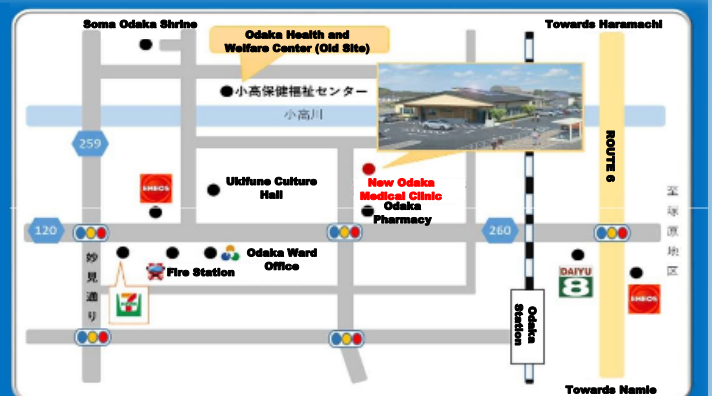 Soma Odaka Shrine
Towards Haramachi
Odaka Health and
Welfare Center (Old Site)
小高保健福祉センター
小高川
259
ROUTE 6
ENEOS
Ukifune Culture
Hall
New Odaka
Medical Clinic
Odaka
Pharmacy
至塚原地区
120
260
妙見通り
Fire Station
Odaka Ward
Office
DAIYU
8
ENEOS
7
Odaka
Station
Towards Namie